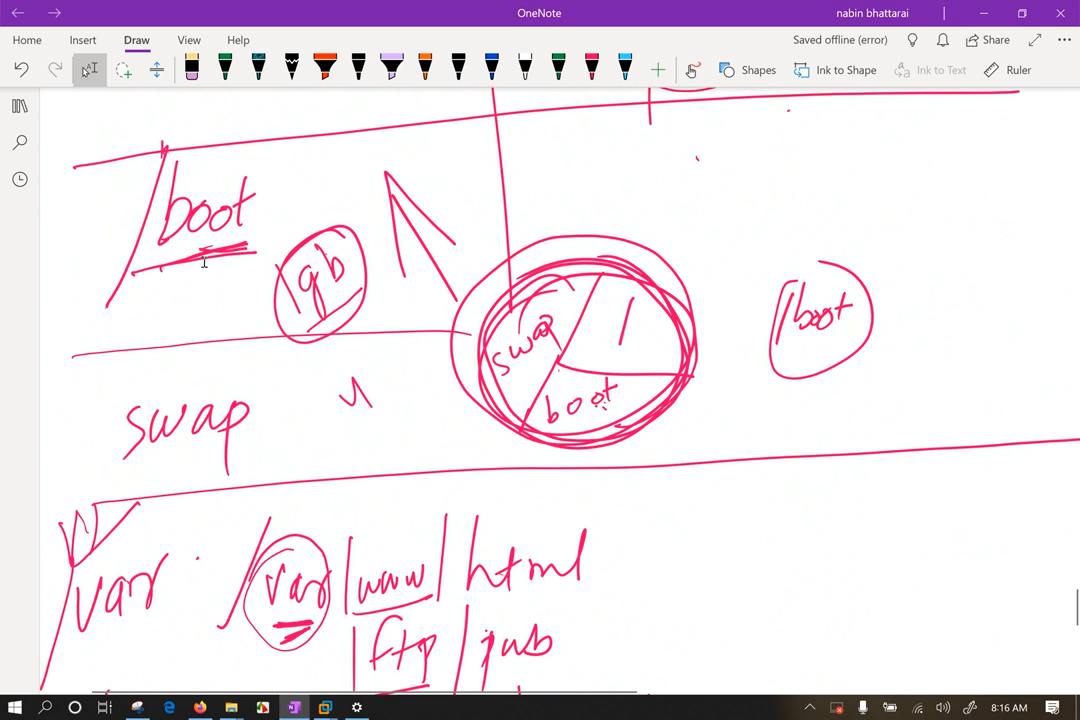 OneNote
nabin bhattarai
Home Insert Draw View Help
Saved offline (error) Share
Shapes Ink to Shape Ink to Text Ruler
/boot
1gb
swap
/
boot
/boot
swap
/var /var/www/html
/ftp/pub
8:16 AM